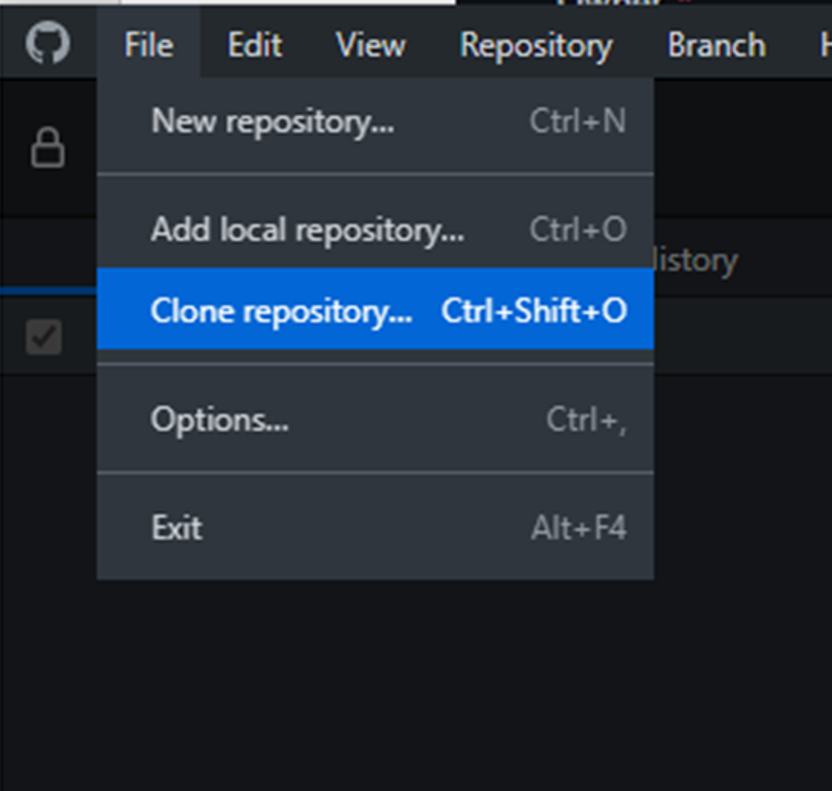 File Edit View Repository Branch
New repository... Ctrl+N
Add local repository... Ctrl+O
listory
Clone repository... Ctrl+Shift+O
Options... Ctrl+,
Exit Alt+F4